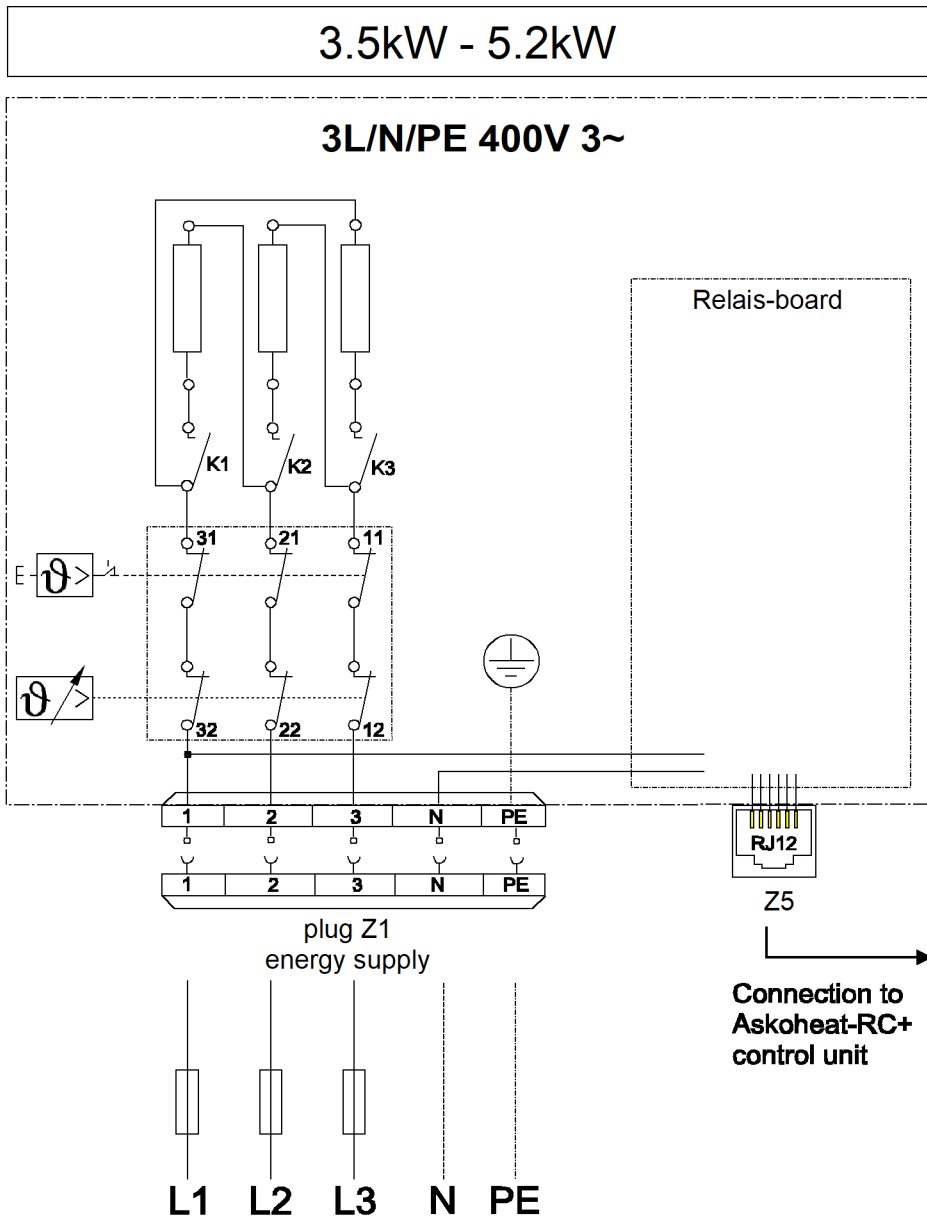 3.5kW - 5.2kW
3L/N/PE 400V 3~
Relais-board
K1 K2 K3
31 21 11
ϑ >
ϑ >
32 22 12
1 2 3 N PE
RJ12
1 2 3 N PE
Z5
plug Z1
energy supply
Connection to
Askoheat-RC+
control unit
L1 L2 L3 N PE